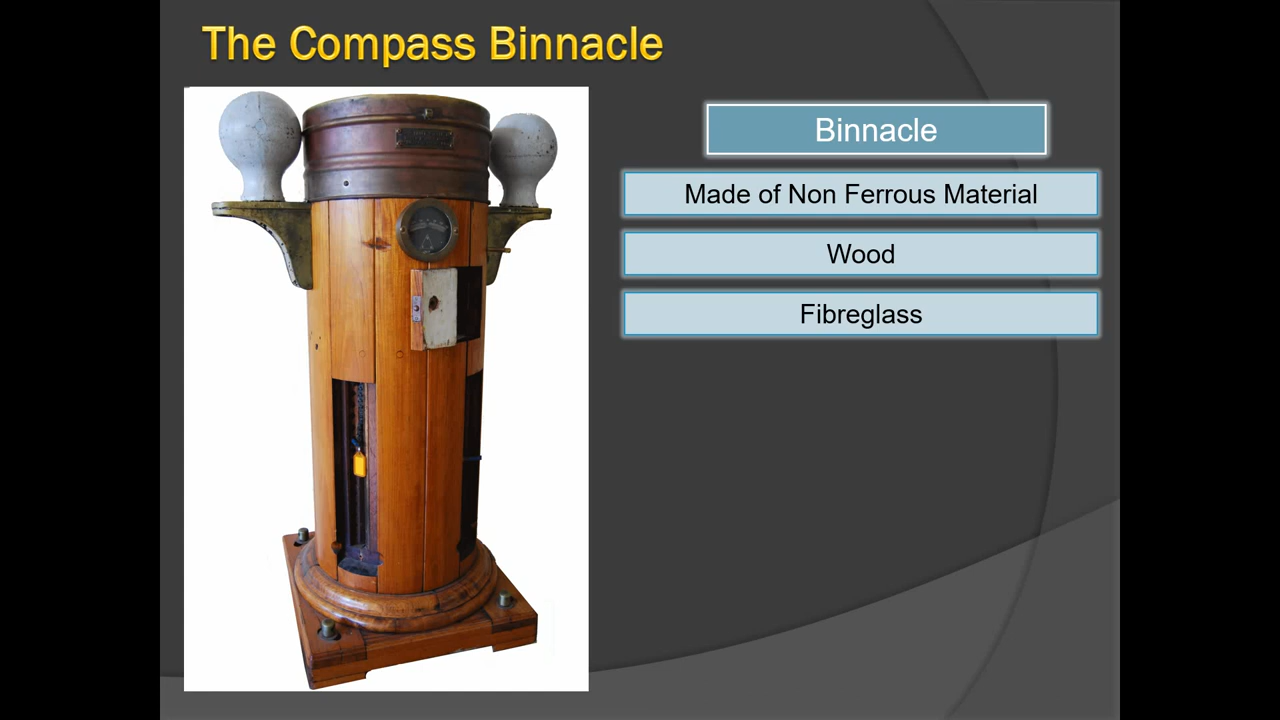 The Compass Binnacle
Binnacle
Made of Non Ferrous Material
Wood
Fibreglass